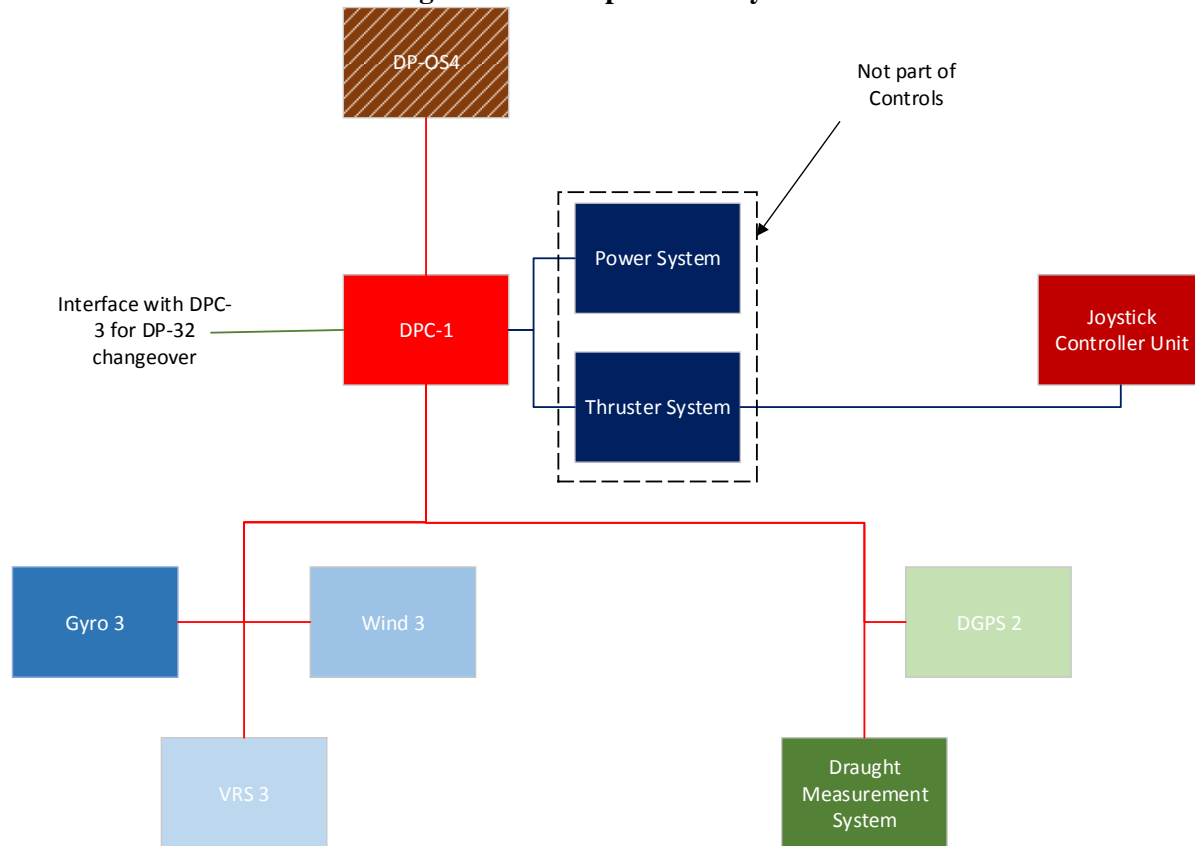 DP-OS4
Not part of
Controls
Power System
Interface with DPC-
3 for DP-32
changeover
DPC-1
Joystick
Controller Unit
Thruster System
Gyro 3
Wind 3
DGPS 2
VRS 3
Draught
Measurement
System